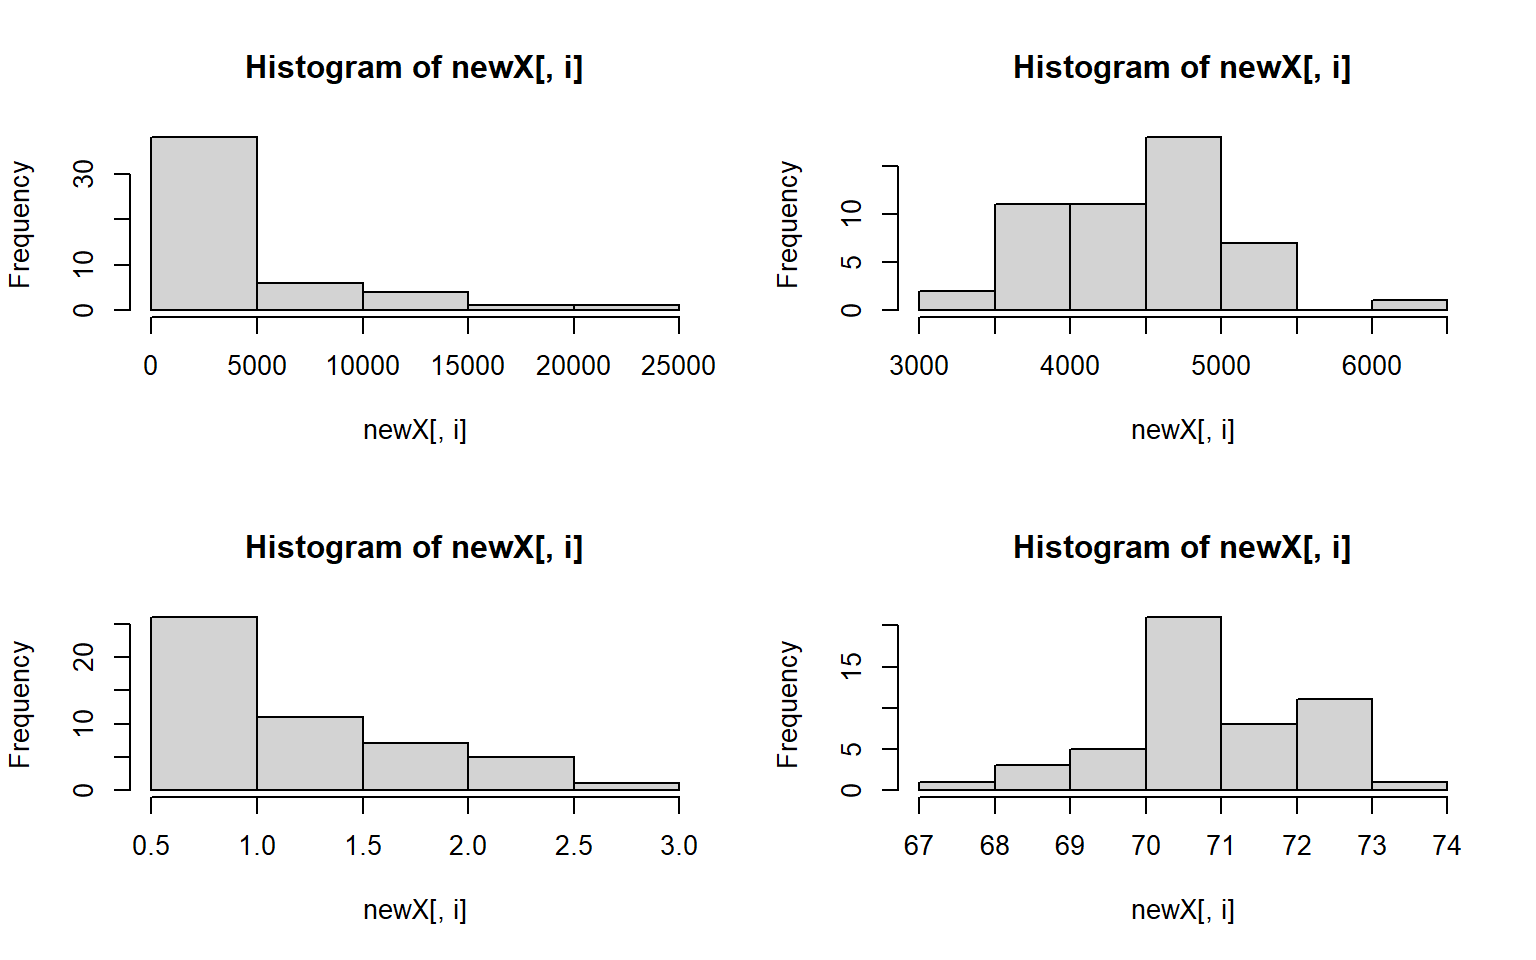 Histogram of newX[, i]
Frequency
0 10 30
0 5000 10000 15000 20000 25000
newX[, i]
Histogram of newX[, i]
Frequency
0 5 10
3000 4000 5000 6000
newX[, i]
Histogram of newX[, i]
Frequency
0 10 20
0.5 1.0 1.5 2.0 2.5 3.0
newX[, i]
Histogram of newX[, i]
Frequency
0 5 15
67 68 69 70 71 72 73 74
newX[, i]